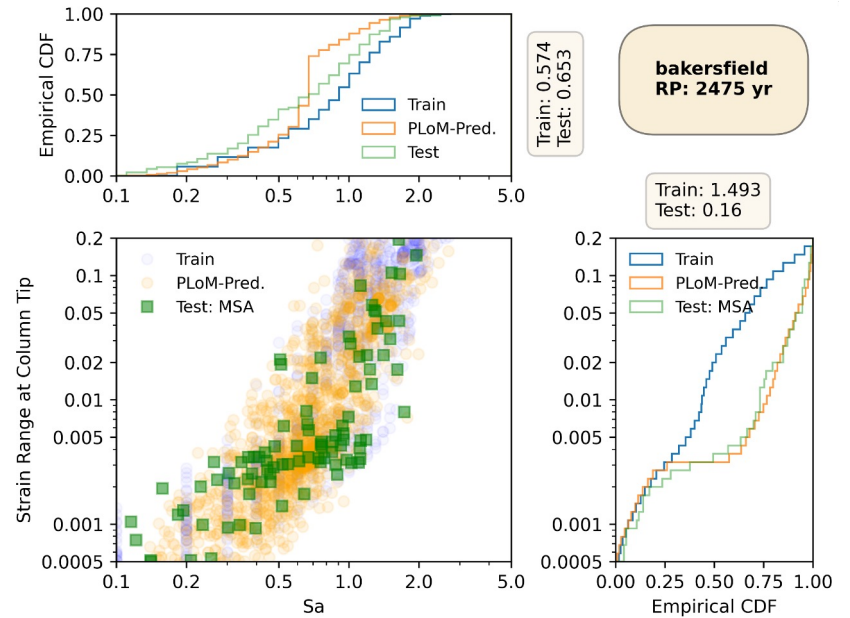 1.00
0.75
0.50
0.25
0.00
Empirical CDF
Train
PLoM-Pred.
Test
0.1
0.2
0.5
1.0
2.0
5.0
Train: 0.574
Test: 0.653
bakersfield
RP: 2475 yr
Train: 1.493
Test: 0.16
0.2
0.1
0.05
0.02
0.01
0.005
0.001
0.0005
Strain Range at Column Tip
Train
PLoM-Pred.
Test: MSA
0.1
0.2
0.5
1.0
2.0
5.0
Sa
0.2
0.1
0.05
0.02
0.01
0.005
0.001
0.0005
Train
PLoM-Pred.
Test: MSA
0.00
0.25
0.50
0.75
1.00
Empirical CDF